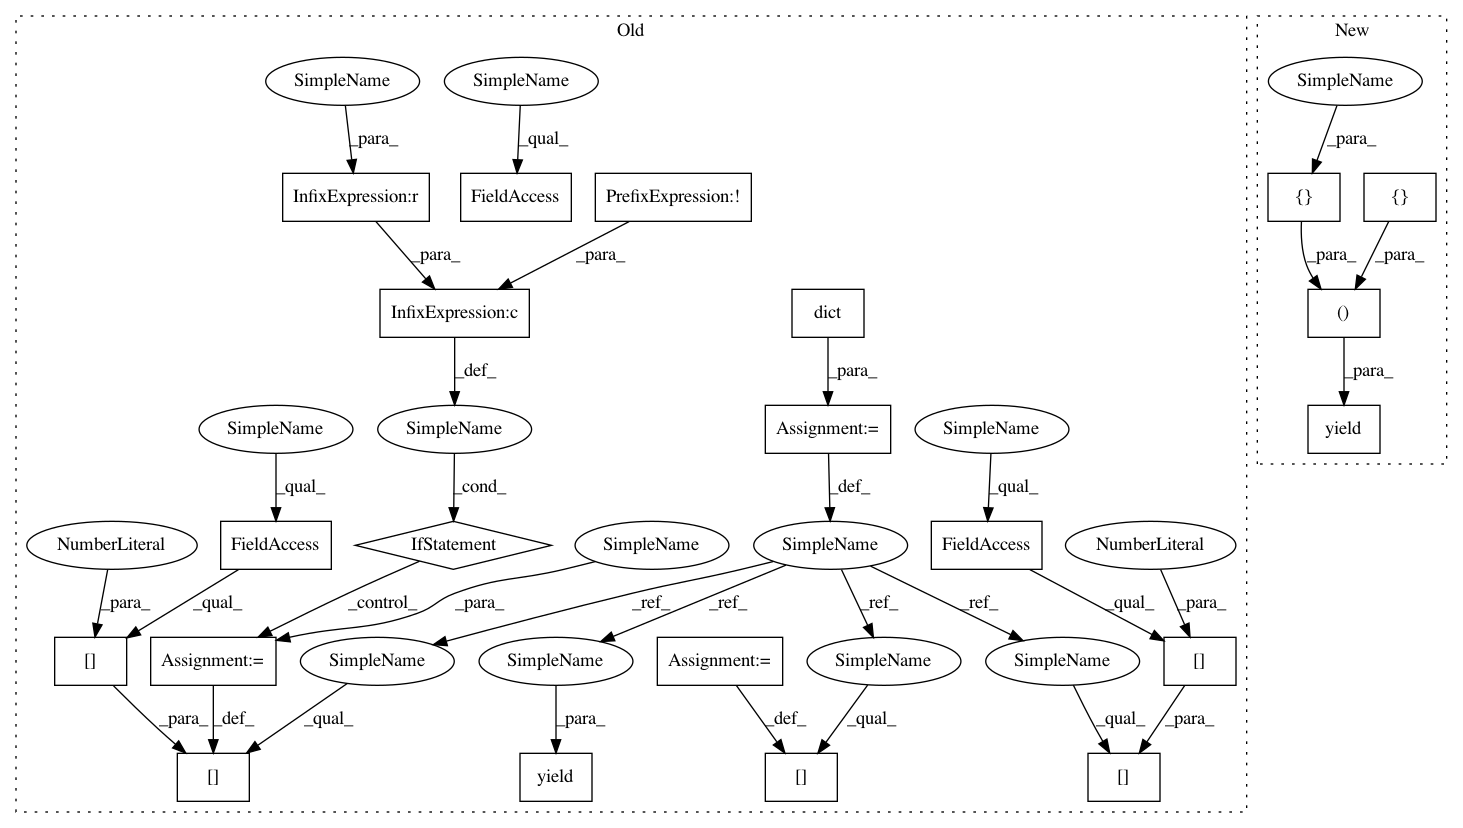 Old
New
SimpleName
SimpleName
SimpleName
_para_
_qual_
_para_
InfixExpression:r
FieldAccess
PrefixExpression:!
{}
{}
_para_
_para_
_para_
_para_
InfixExpression:c
dict
()
_def_
_para_
_para_
SimpleName
SimpleName
Assignment:=
SimpleName
yield
_qual_
_cond_
_def_
_qual_
NumberLiteral
FieldAccess
IfStatement
SimpleName
SimpleName
FieldAccess
NumberLiteral
_para_
_qual_
_control_
_para_
_ref_
_ref_
_ref_
_ref_
_qual_
_para_
[]
Assignment:=
SimpleName
SimpleName
Assignment:=
SimpleName
SimpleName
[]
_para_
_def_
_qual_
_para_
_def_
_qual_
_qual_
_para_
[]
yield
[]
[]